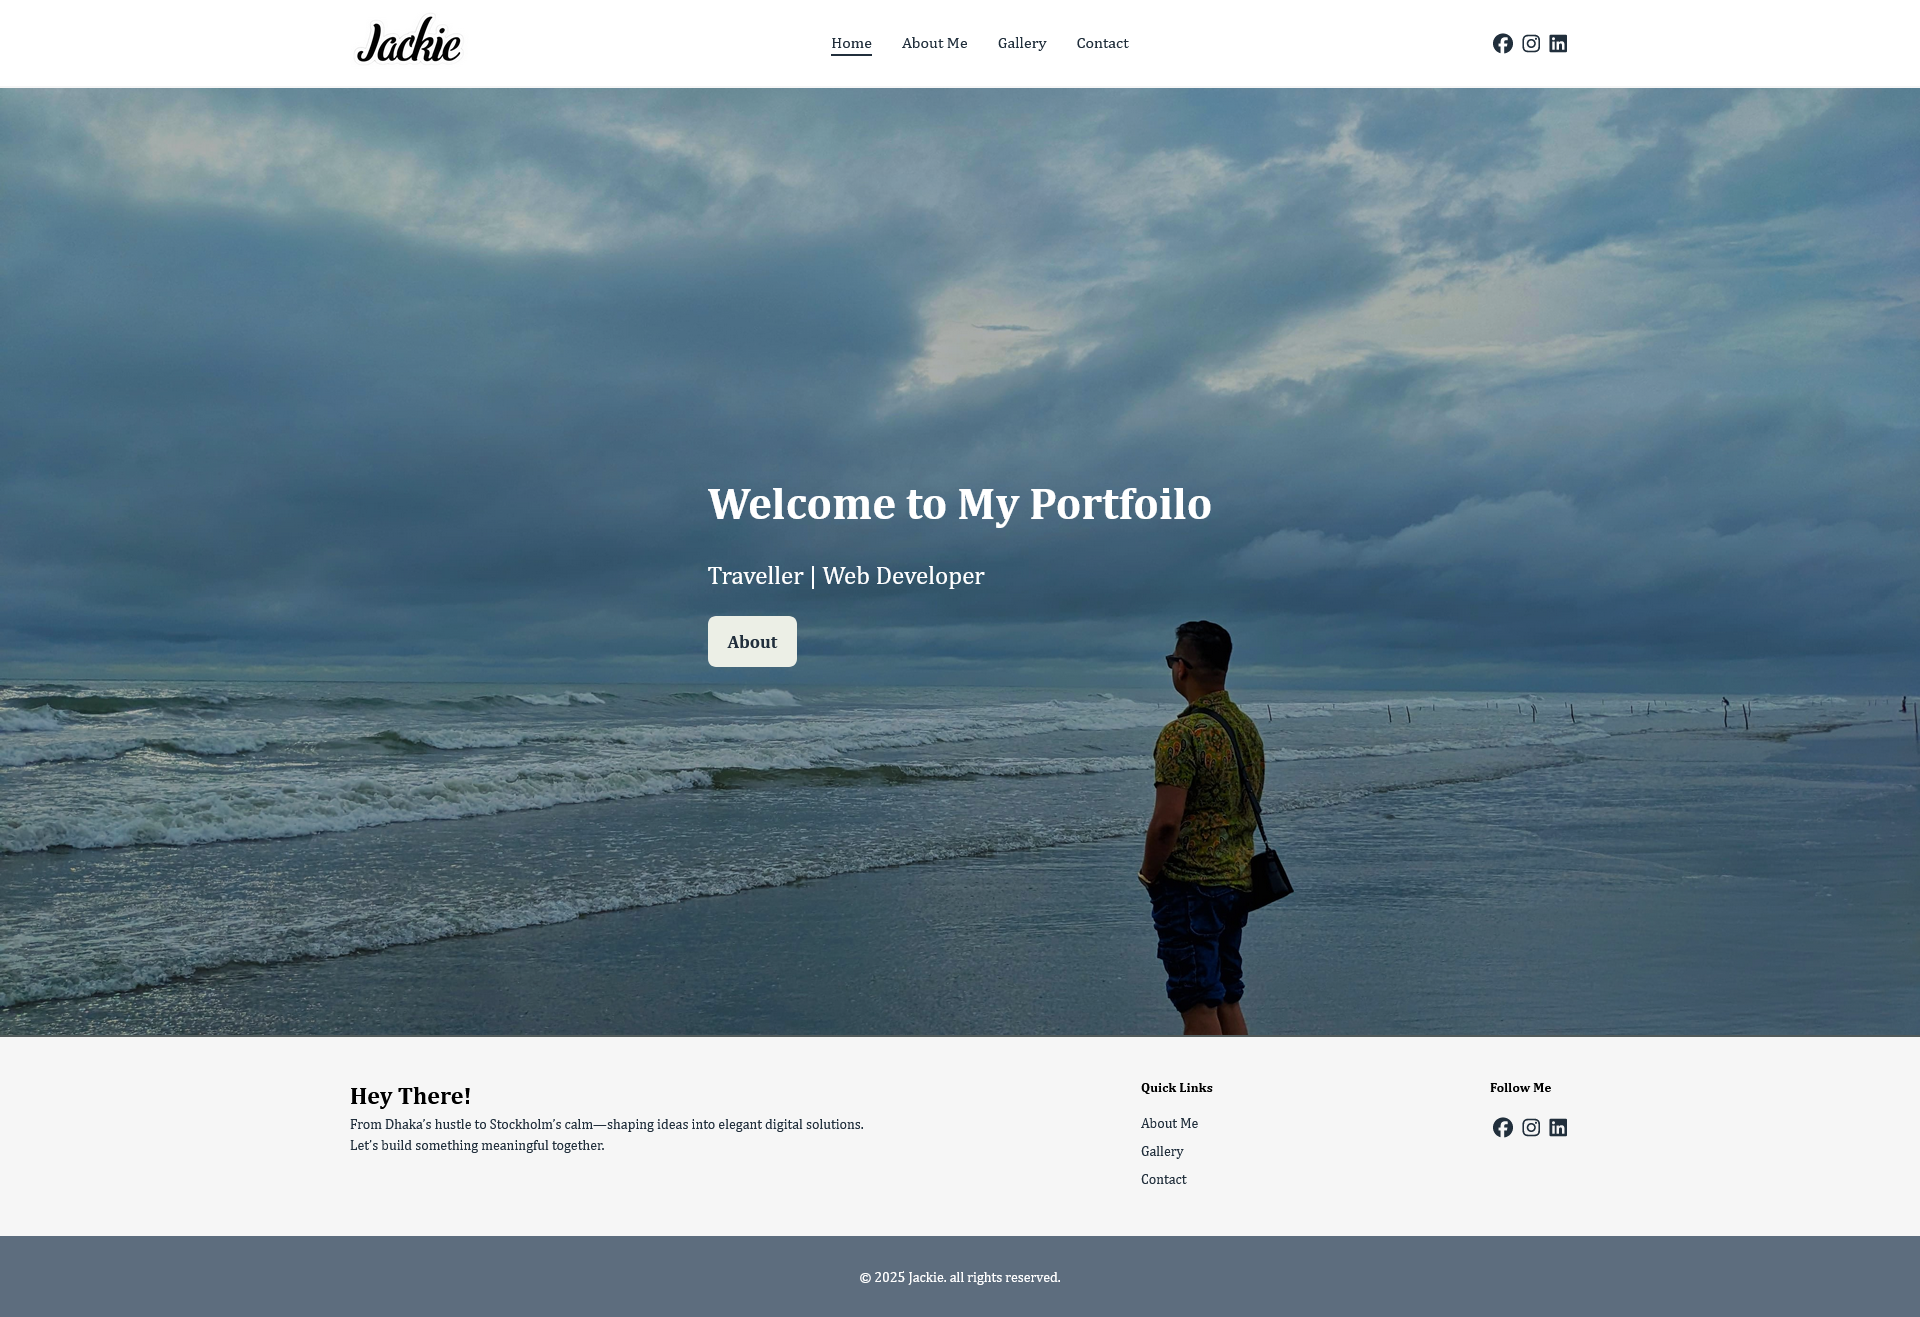 Jackie
Home About Me Gallery Contact
Welcome to My Portfoilo
Traveller | Web Developer
About
Hey There!
From Dhaka’s hustle to Stockholm’s calm—shaping ideas into elegant digital solutions.
Let’s build something meaningful together.
Quick Links
About Me
Gallery
Contact
Follow Me
© 2025 Jackie. all rights reserved.